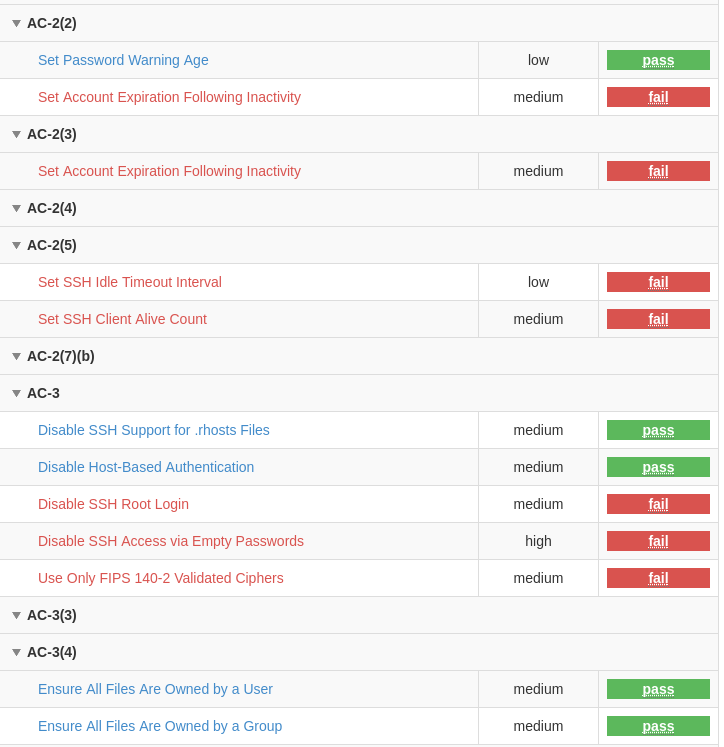 AC-2(2)
Set Password Warning Age low pass
Set Account Expiration Following Inactivity medium fail
AC-2(3)
Set Account Expiration Following Inactivity medium fail
AC-2(4)
AC-2(5)
Set SSH Idle Timeout Interval low fail
Set SSH Client Alive Count medium fail
AC-2(7)(b)
AC-3
Disable SSH Support for .rhosts Files medium pass
Disable Host-Based Authentication medium pass
Disable SSH Root Login medium fail
Disable SSH Access via Empty Passwords high fail
Use Only FIPS 140-2 Validated Ciphers medium fail
AC-3(3)
AC-3(4)
Ensure All Files Are Owned by a User medium pass
Ensure All Files Are Owned by a Group medium pass